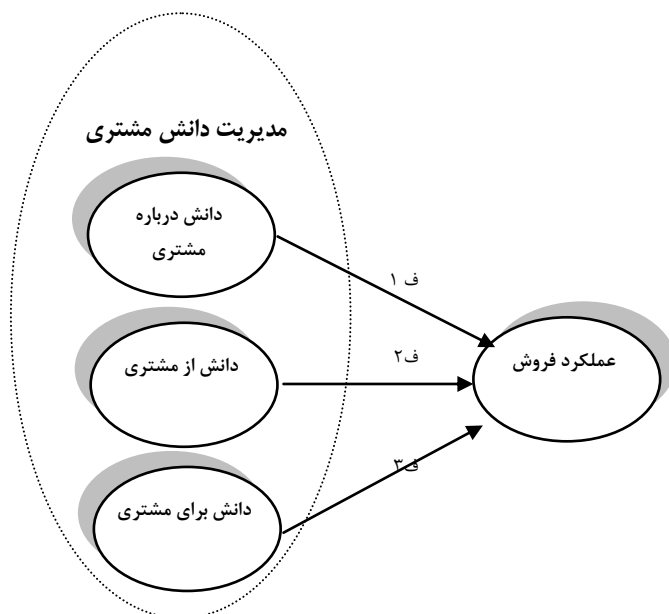 مدیریت دانش مشتری
دانش درباره
مشتری
ف ۱
دانش از مشتری
ف۲
عملکرد فروش
ف۳
دانش برای مشتری